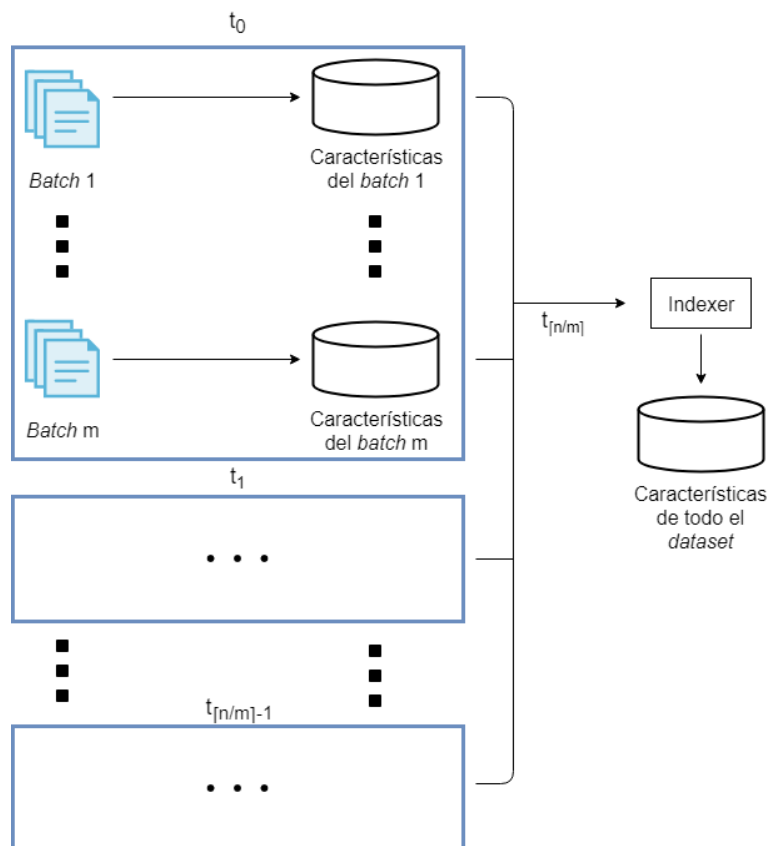 t₀
Batch 1
Características
del batch 1
Batch m
Características
del batch m
t⌈n/m⌉
Indexer
Características
de todo el
dataset
t₁
t⌈n/m⌉-1